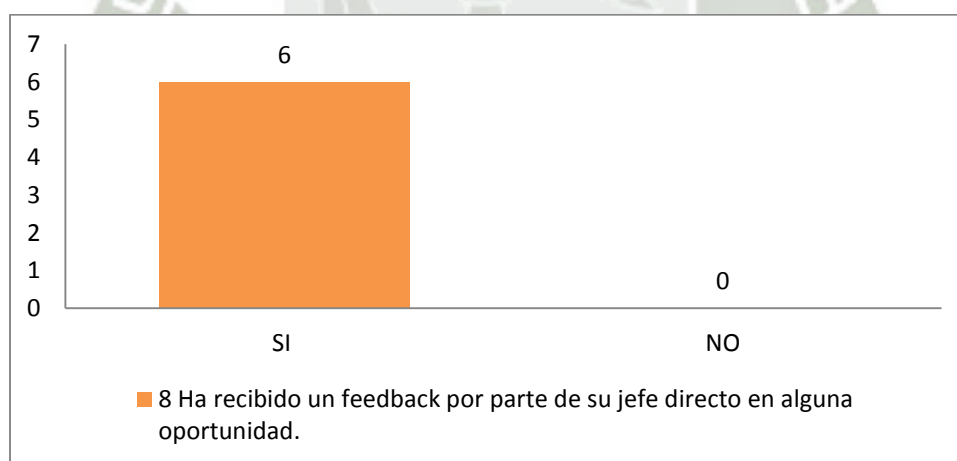 7
6
5
4
3
2
1
0
6
0
SI
NO
8 Ha recibido un feedback por parte de su jefe directo en alguna
oportunidad.